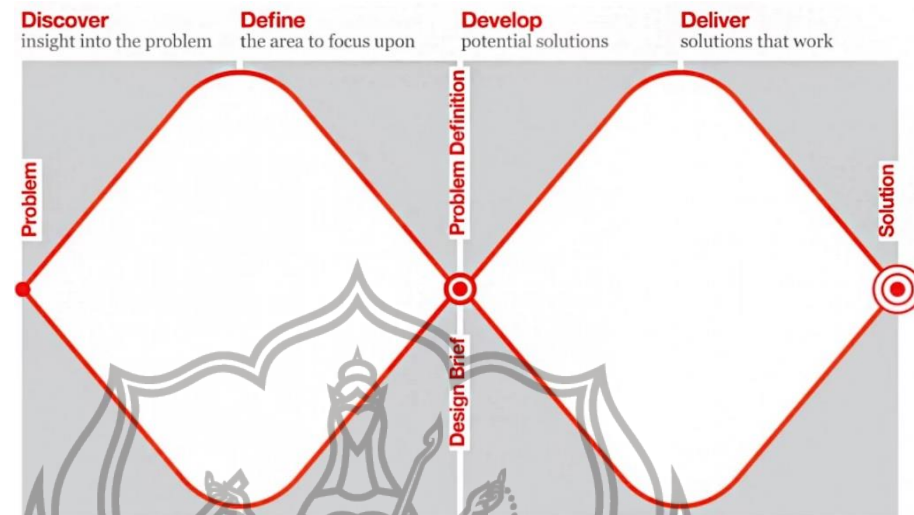 Discover
insight into the problem
Define
the area to focus upon
Develop
potential solutions
Deliver
solutions that work
Problem
Problem Definition
Design Brief
Solution